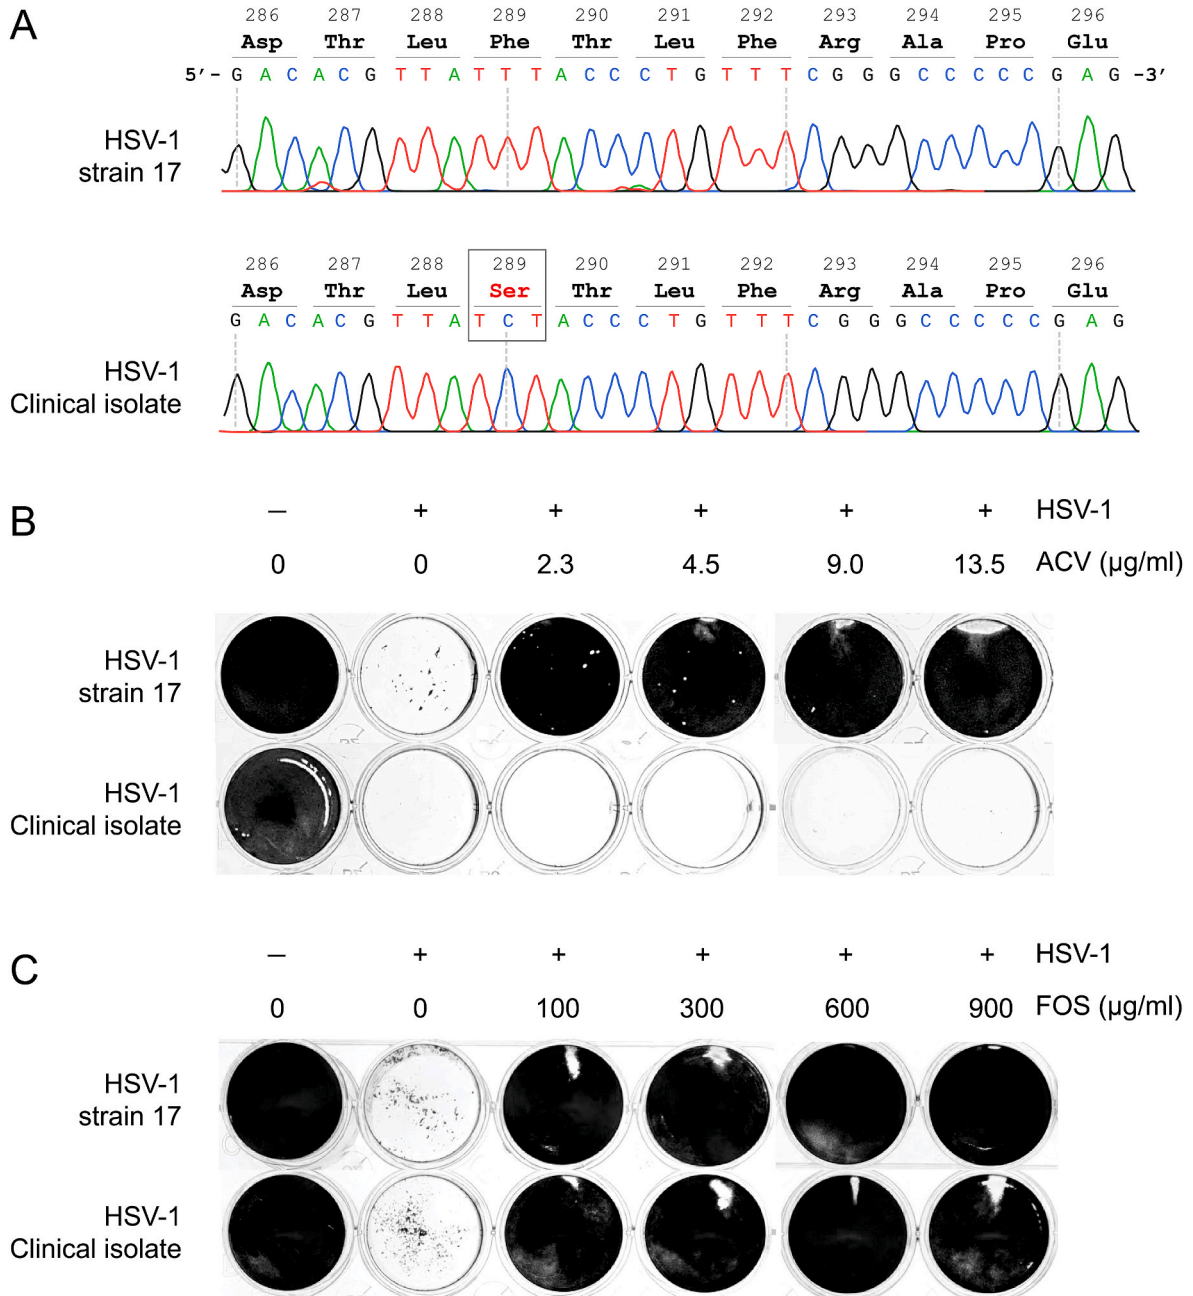 A
286 287 288 289 290 291 292 293 294 295 296
Asp Thr Leu Phe Thr Leu Phe Arg Ala Pro Glu
5'- G A C A C G T T A T T T A C C C T G T T T C G G G C C C C C G A G -3'
HSV-1
strain 17
286 287 288 289 290 291 292 293 294 295 296
Asp Thr Leu Ser Thr Leu Phe Arg Ala Pro Glu
G A C A C G T T A T C T A C C C T G T T T C G G G C C C C C G A G
HSV-1
Clinical isolate
B
– + + + + + HSV-1
0 0 2.3 4.5 9.0 13.5 ACV (µg/ml)
HSV-1
strain 17
HSV-1
Clinical isolate
C
– + + + + + HSV-1
0 0 100 300 600 900 FOS (µg/ml)
HSV-1
strain 17
HSV-1
Clinical isolate